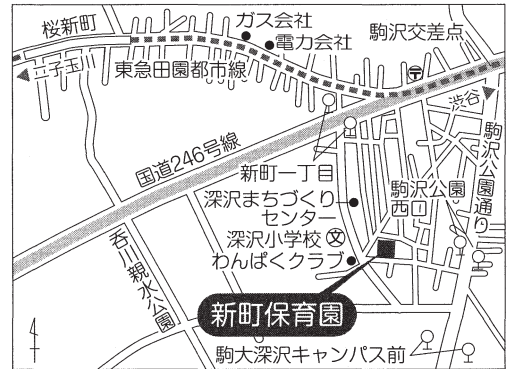 ガス会社
桜新町
電力会社
駒沢交差点
二子玉川
東急田園都市線
渋谷
国道246号線
新町一丁目
駒沢公園通り
駒沢公園
西口
深沢まちづくり
センター
深沢小学校 文
わんぱくクラブ
呑川親水公園
新町保育園
駒大深沢キャンパス前